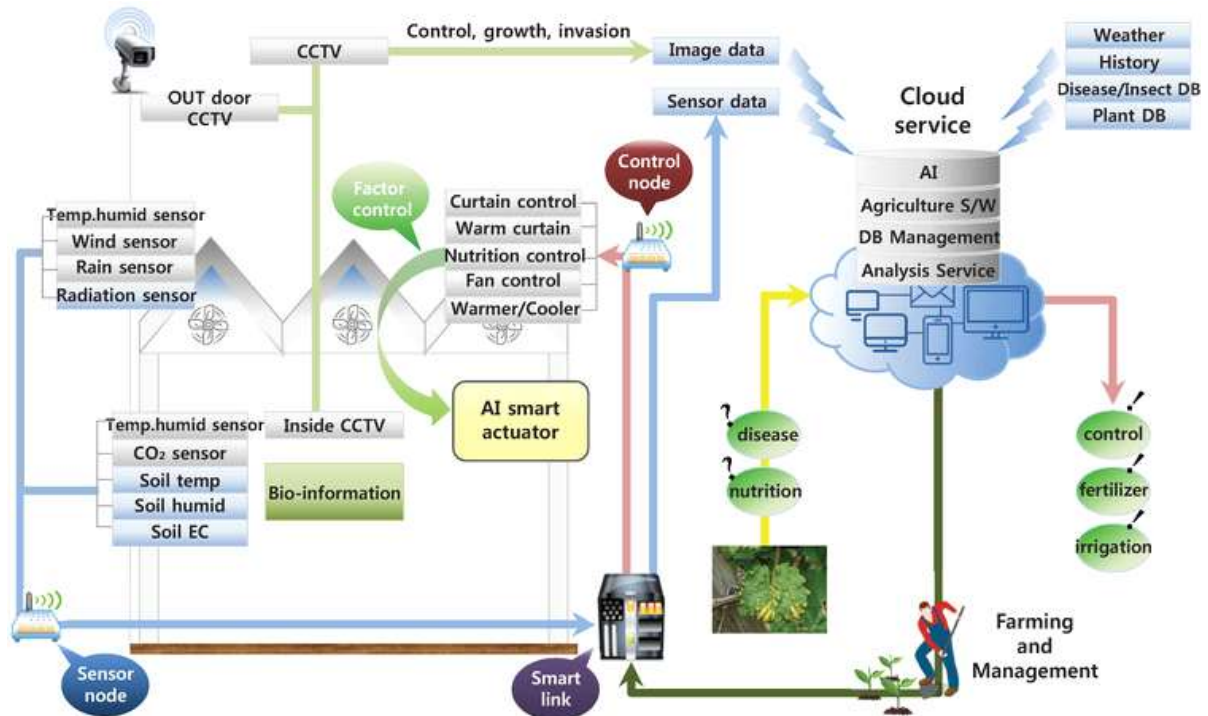 CCTV
Control, growth, invasion
Image data
Weather
History
Disease/Insect DB
Plant DB
OUT door
CCTV
Sensor data
Cloud
service
AI
Agriculture S/W
DB Management
Analysis Service
Factor
control
Control
node
Curtain control
Warm curtain
Nutrition control
Fan control
Warmer/Cooler
Temp.humid sensor
Wind sensor
Rain sensor
Radiation sensor
AI smart
actuator
Temp.humid sensor
CO₂ sensor
Soil temp
Soil humid
Soil EC
Inside CCTV
Bio-information
?
disease
?
nutrition
!
control
!
fertilizer
!
irrigation
Sensor
node
Smart
link
Farming
and
Management